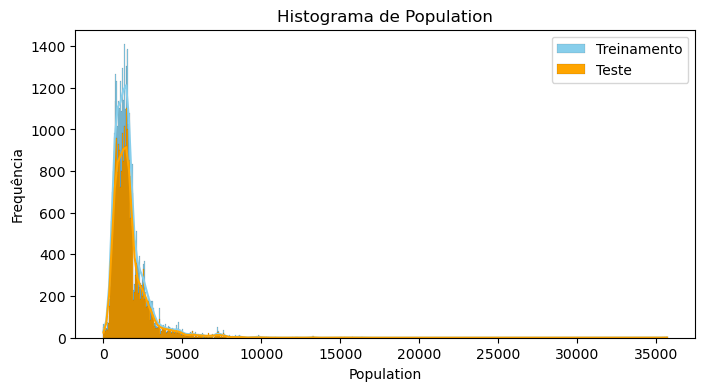 Histograma de Population
Treinamento
Teste
Frequência
1400
1200
1000
800
600
400
200
0
0 5000 10000 15000 20000 25000 30000 35000
Population